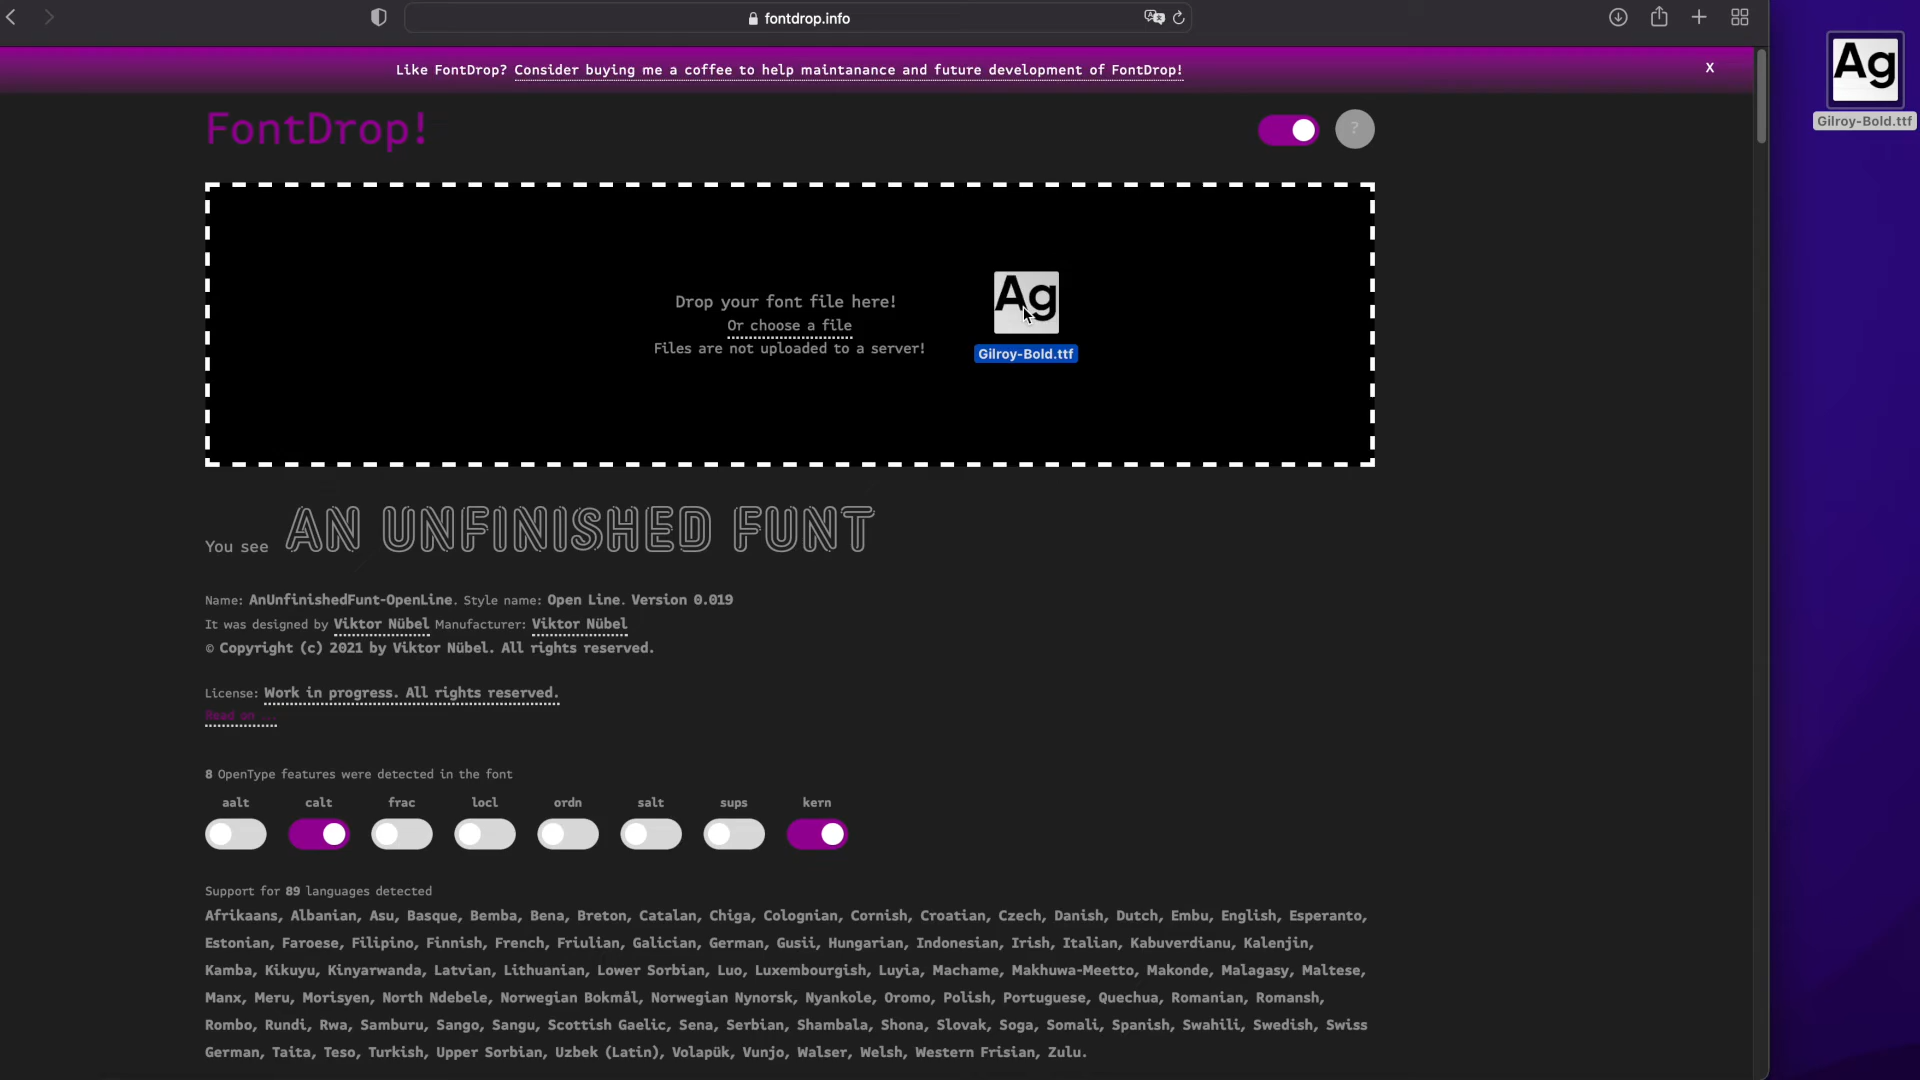 fontdrop.info
Like FontDrop? Consider buying me a coffee to help maintanance and future development of FontDrop!
X
Ag
Gilroy-Bold.ttf
FontDrop!
?
Drop your font file here!
Or choose a file
Files are not uploaded to a server!
Ag
Gilroy-Bold.ttf
You see AN UNFINISHED FUNT
Name: AnUnfinishedFunt-OpenLine. Style name: Open Line. Version 0.019
It was designed by Viktor Nübel Manufacturer: Viktor Nübel
© Copyright (c) 2021 by Viktor Nübel. All rights reserved.
License: Work in progress. All rights reserved.
Read on ...
8 OpenType features were detected in the font
aalt calt frac locl ordn salt sups kern
Support for 89 languages detected
Afrikaans, Albanian, Asu, Basque, Bemba, Bena, Breton, Catalan, Chiga, Colognian, Cornish, Croatian, Czech, Danish, Dutch, Embu, English, Esperanto,
Estonian, Faroese, Filipino, Finnish, French, Friulian, Galician, German, Gusii, Hungarian, Indonesian, Irish, Italian, Kabuverdianu, Kalenjin,
Kamba, Kikuyu, Kinyarwanda, Latvian, Lithuanian, Lower Sorbian, Luo, Luxembourgish, Luyia, Machame, Makhuwa-Meetto, Makonde, Malagasy, Maltese,
Manx, Meru, Morisyen, North Ndebele, Norwegian Bokmål, Norwegian Nynorsk, Nyankole, Oromo, Polish, Portuguese, Quechua, Romanian, Romansh,
Rombo, Rundi, Rwa, Samburu, Sango, Sangu, Scottish Gaelic, Sena, Serbian, Shambala, Shona, Slovak, Soga, Somali, Spanish, Swahili, Swedish, Swiss
German, Taita, Teso, Turkish, Upper Sorbian, Uzbek (Latin), Volapük, Vunjo, Walser, Welsh, Western Frisian, Zulu.